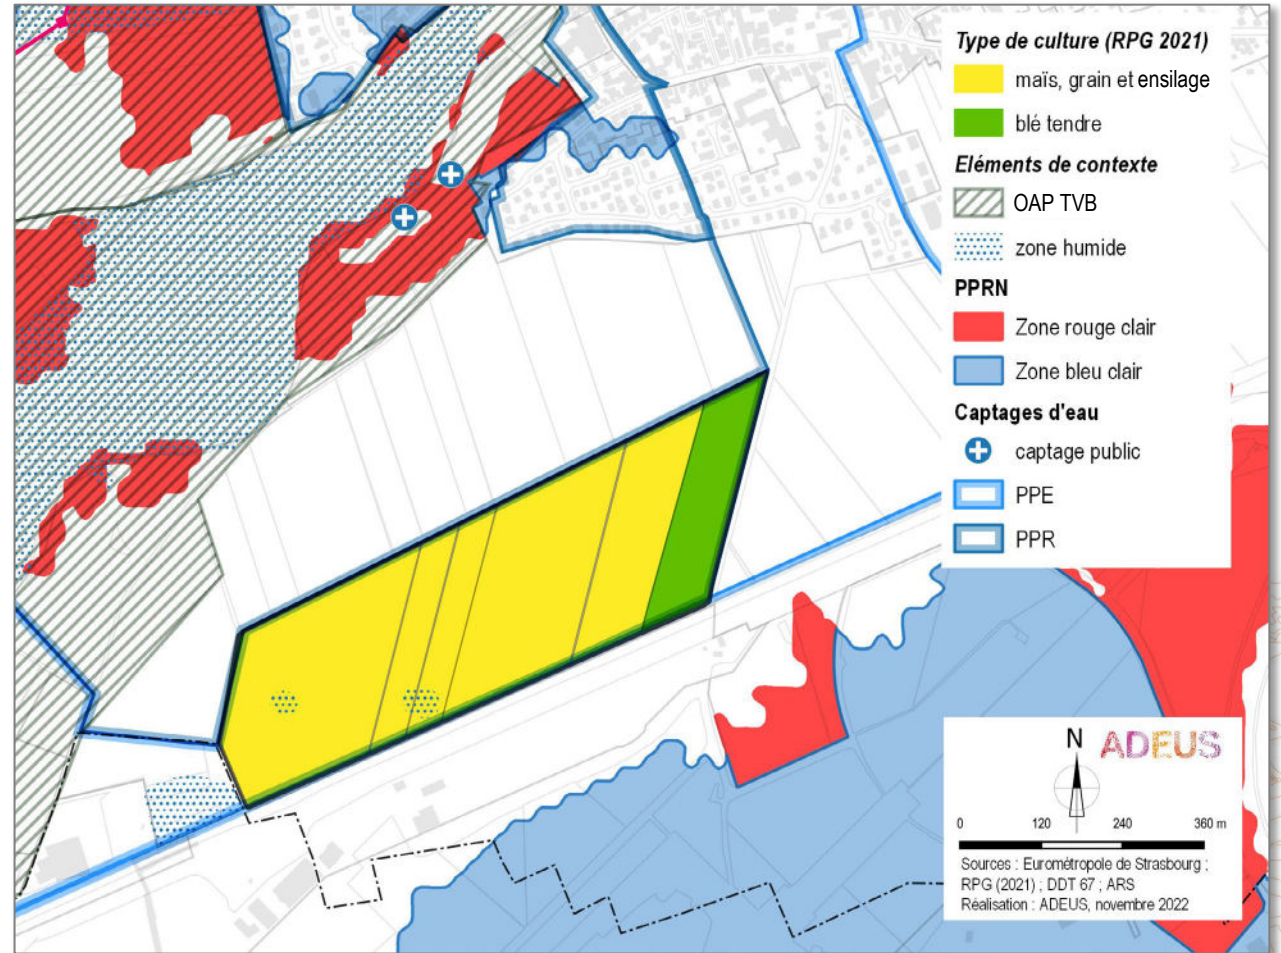 Type de culture (RPG 2021)
maïs, grain et ensilage
blé tendre
Eléments de contexte
OAP TVB
zone humide
PPRN
Zone rouge clair
Zone bleu clair
Captages d'eau
captage public
PPE
PPR
N
ADEUS
0 120 240 360 m
Sources : Eurométropole de Strasbourg ;
RPG (2021) ; DDT 67 ; ARS
Réalisation : ADEUS, novembre 2022